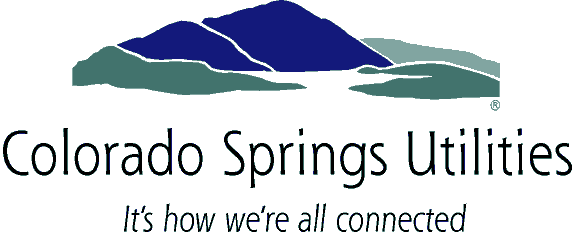 ®
Colorado Springs Utilities
It's how we're all connected